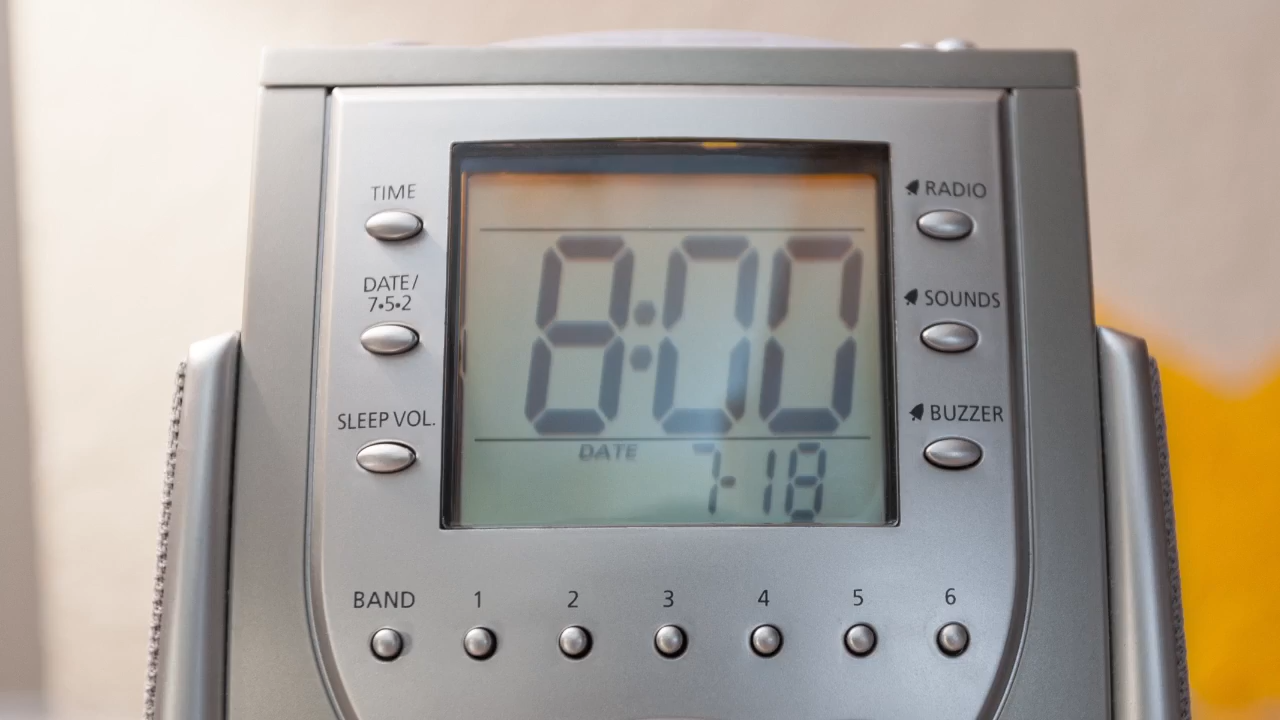 TIME
RADIO
DATE/
7•5•2
SOUNDS
8:00
SLEEP VOL.
BUZZER
DATE 7-18
BAND 1 2 3 4 5 6